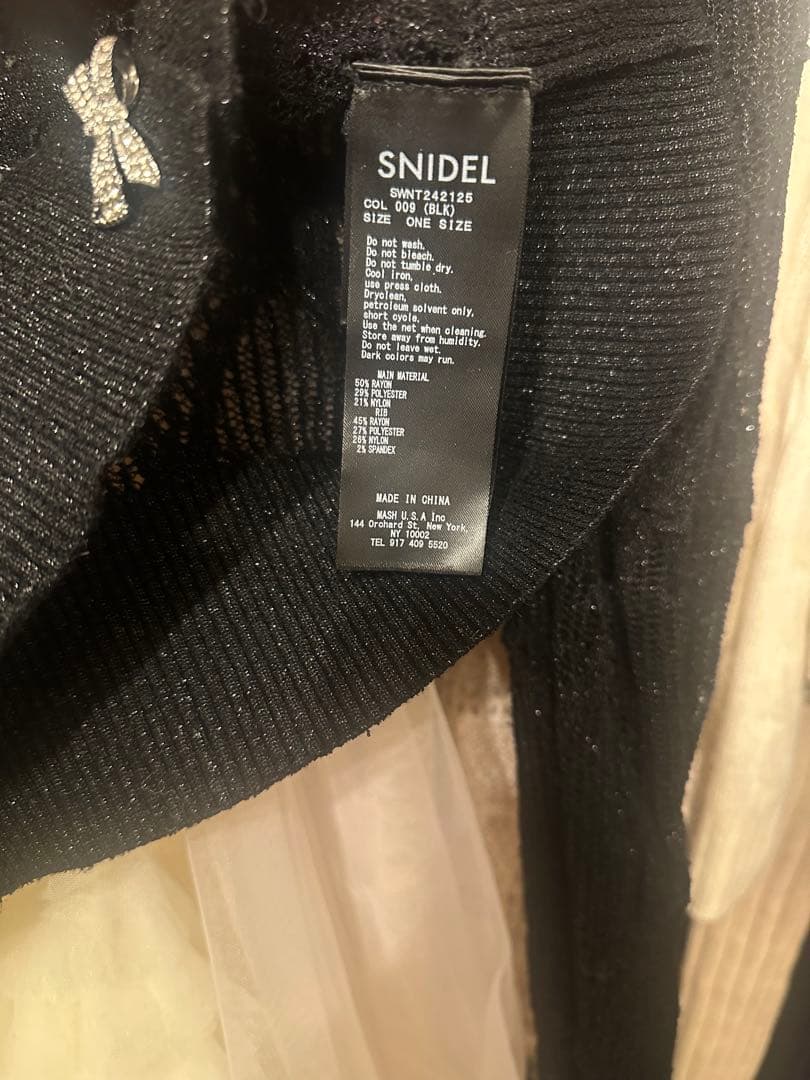 SNIDEL
SWNT242125
COL 009 (BLK)
SIZE ONE SIZE
Do not wash.
Do not bleach.
Do not tumble dry.
Cool iron,
use press cloth.
Dryclean,
petroleum solvent only,
short cycle.
Use the net when cleaning.
Store away from humidity.
Do not leave wet.
Dark colors may run.
MAIN MATERIAL
50% RAYON
29% POLYESTER
21% NYLON
RIB
45% RAYON
27% POLYESTER
26% NYLON
2% SPANDEX
MADE IN CHINA
MASH U.S.A Inc
144 Orchard St, New York,
NY 10002
TEL 917 409 5520